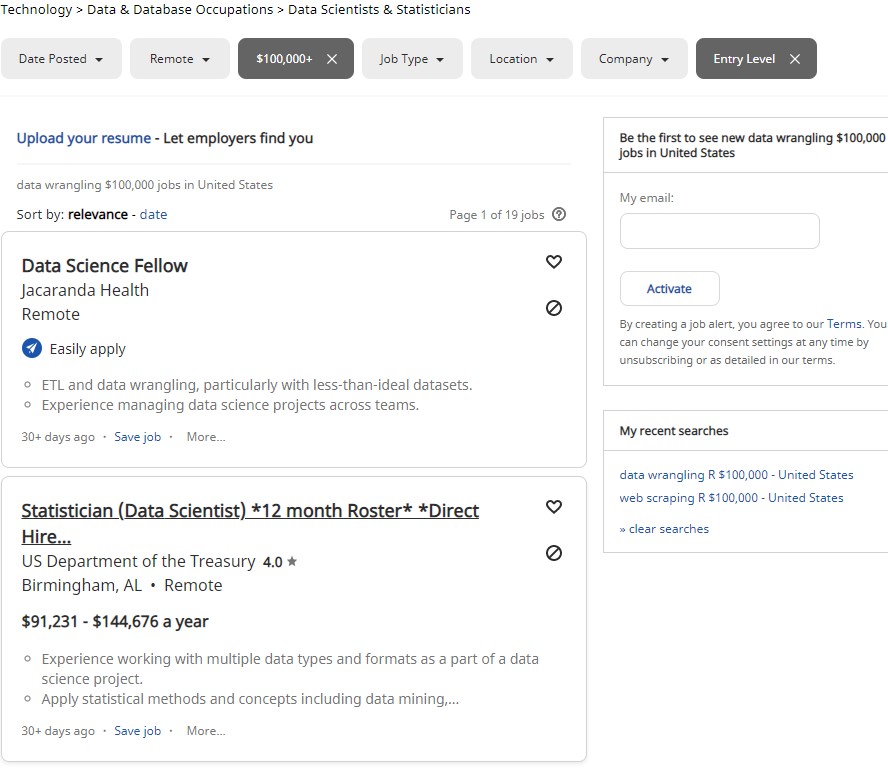 Technology > Data & Database Occupations > Data Scientists & Statisticians
Date Posted
Remote
$100,000+
Job Type
Location
Company
Entry Level
Upload your resume - Let employers find you
data wrangling $100,000 jobs in United States
Sort by: relevance - date
Page 1 of 19 jobs
Data Science Fellow
Jacaranda Health
Remote
Easily apply
ETL and data wrangling, particularly with less-than-ideal datasets.
Experience managing data science projects across teams.
30+ days ago · Save job · More...
Statistician (Data Scientist) *12 month Roster* *Direct
Hire...
US Department of the Treasury 4.0 ★
Birmingham, AL • Remote
$91,231 - $144,676 a year
Experience working with multiple data types and formats as a part of a data
science project.
Apply statistical methods and concepts including data mining,...
30+ days ago · Save job · More...
Be the first to see new data wrangling $100,000
jobs in United States
My email:
Activate
By creating a job alert, you agree to our Terms. You
can change your consent settings at any time by
unsubscribing or as detailed in our terms.
My recent searches
data wrangling R $100,000 - United States
web scraping R $100,000 - United States
» clear searches